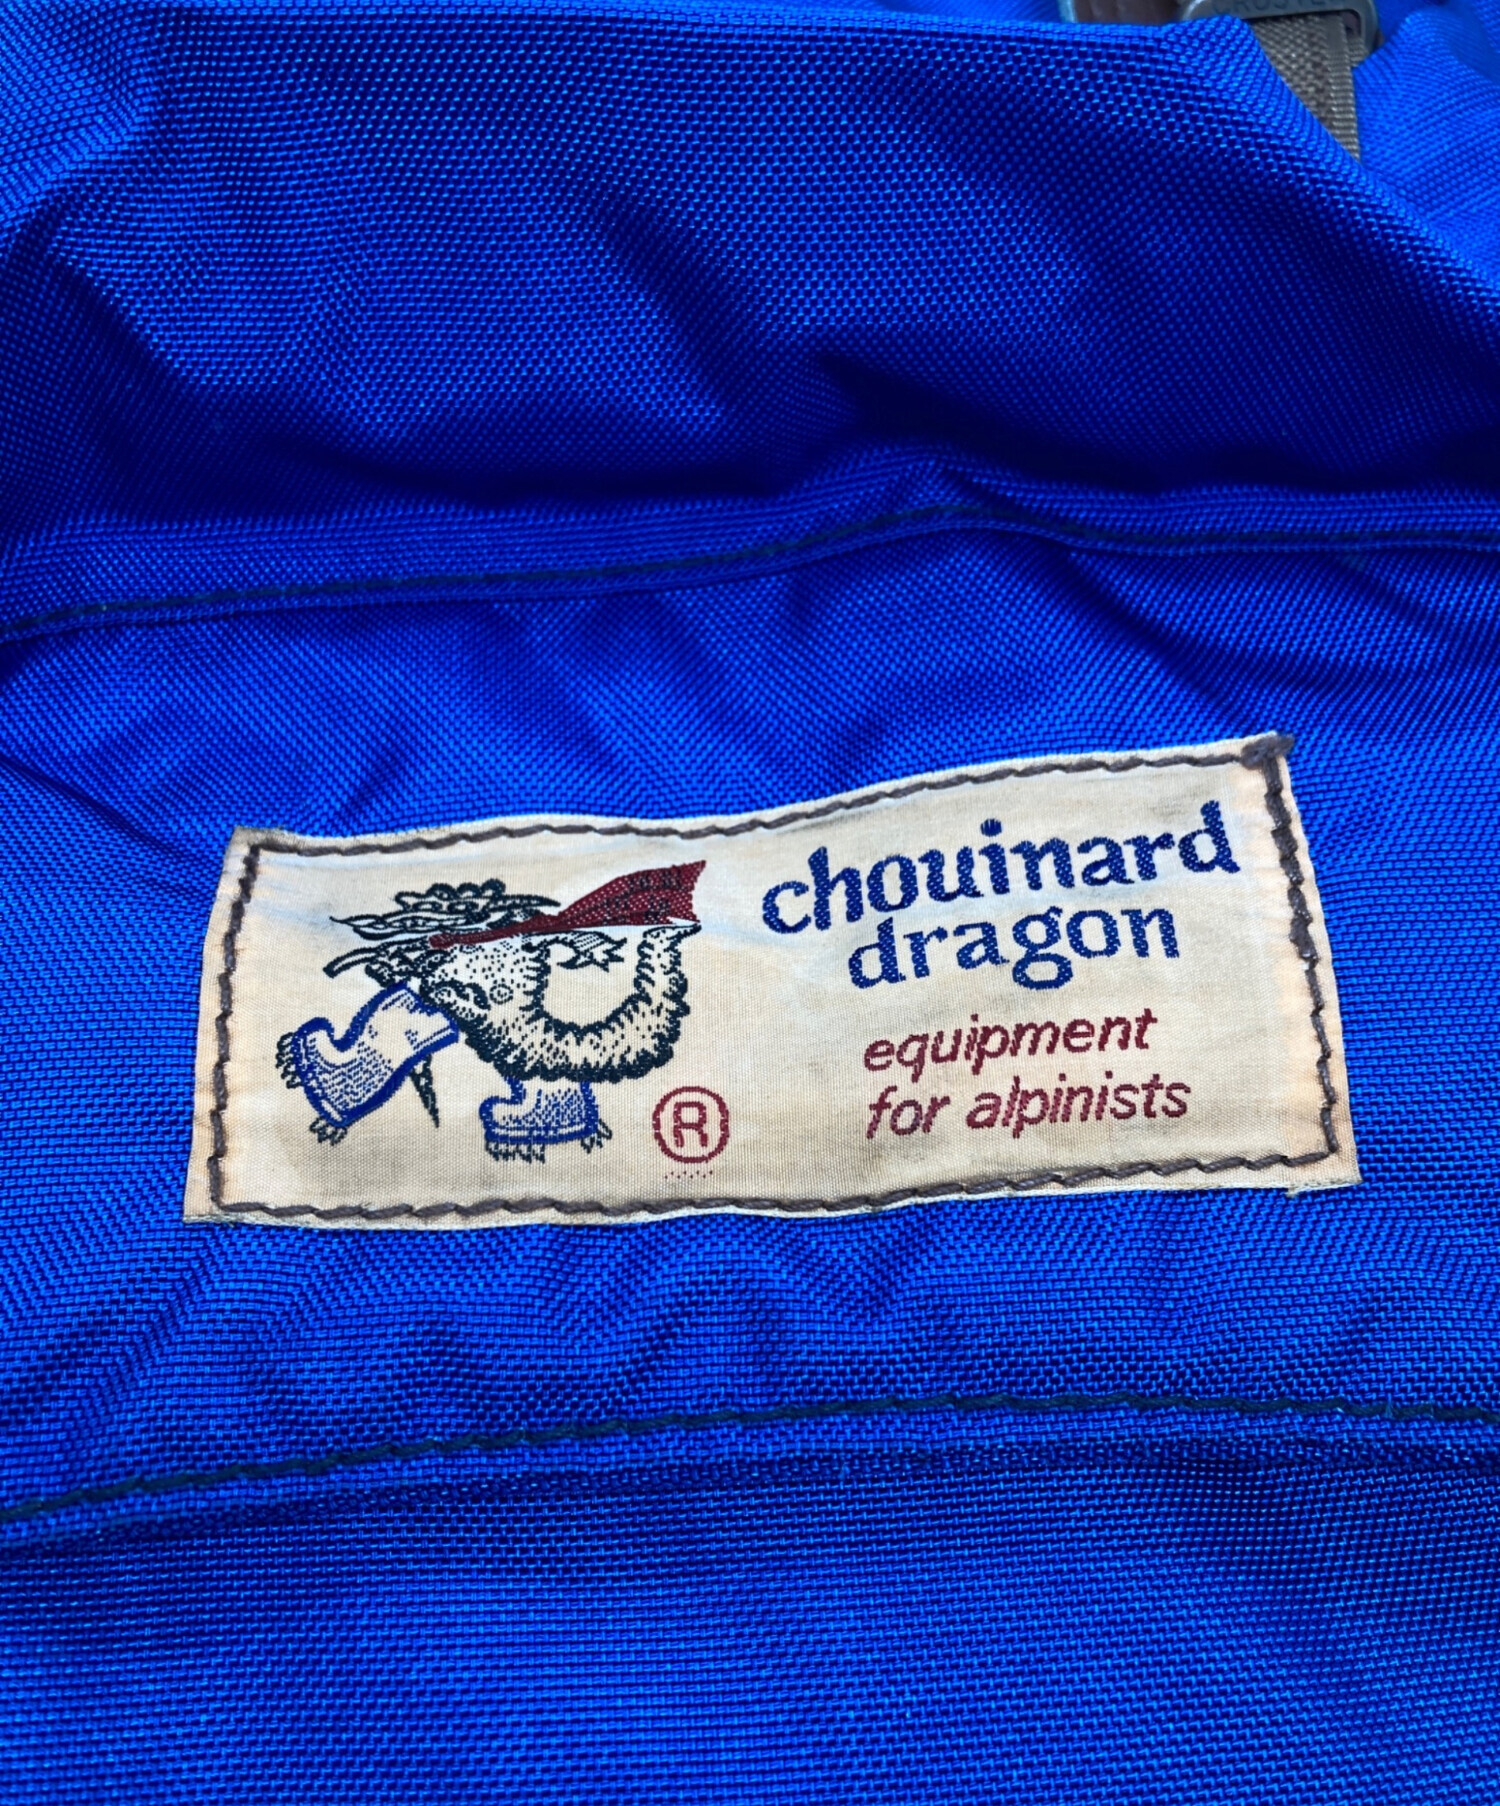 chouinard
dragon
equipment
for alpinists
®